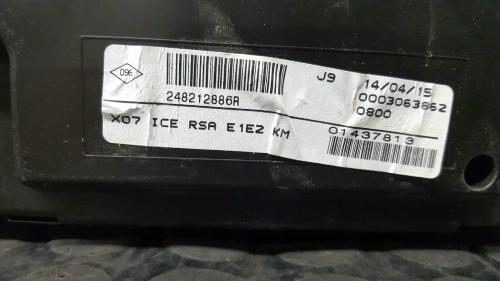 096
248212886R
J9 14/04/15
0003063862
0800
X07 ICE RSA E1E2 KM
01437813